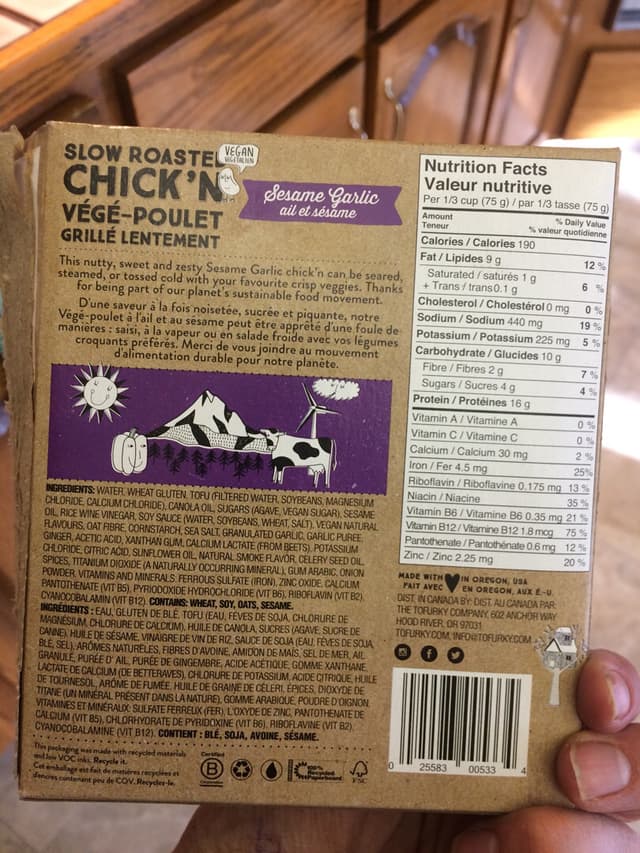 SLOW ROASTED
VEGAN
VÉGÉTALIEN
CHICK'N
VÉGÉ-POULET
GRILLÉ LENTEMENT
Sesame Garlic
ail et sésame
This nutty, sweet and zesty Sesame Garlic chick'n can be seared,
steamed, or tossed cold with your favourite crisp veggies. Thanks
for being part of our planet's sustainable food movement.
D'une saveur à la fois noisetée, sucrée et piquante, notre
Végé-poulet à l'ail et au sésame peut être apprêté d'une foule de
manières : saisi, à la vapeur ou en salade froide avec vos légumes
croquants préférés. Merci de vous joindre au mouvement
d'alimentation durable pour notre planète.
INGREDIENTS: WATER, WHEAT GLUTEN, TOFU (FILTERED WATER, SOYBEANS, MAGNESIUM
CHLORIDE, CALCIUM CHLORIDE), CANOLA OIL, SUGARS (AGAVE, VEGAN SUGAR), SESAME
OIL, RICE WINE VINEGAR, SOY SAUCE (WATER, SOYBEANS, WHEAT, SALT), VEGAN NATURAL
FLAVOURS, OAT FIBRE, CORNSTARCH, SEA SALT, GRANULATED GARLIC, GARLIC PUREE,
GINGER, ACETIC ACID, XANTHAN GUM, CALCIUM LACTATE (FROM BEETS), POTASSIUM
CHLORIDE, CITRIC ACID, SUNFLOWER OIL, NATURAL SMOKE FLAVOR, CELERY SEED OIL,
SPICES, TITANIUM DIOXIDE (A NATURALLY OCCURRING MINERAL), GUM ARABIC, ONION
POWDER. VITAMINS AND MINERALS: FERROUS SULFATE (IRON), ZINC OXIDE, CALCIUM
PANTOTHENATE (VIT B5), PYRIDOXINE HYDROCHLORIDE (VIT B6), RIBOFLAVIN (VIT B2),
CYANOCOBALAMIN (VIT B12). CONTAINS: WHEAT, SOY, OATS, SESAME.
INGRÉDIENTS : EAU, GLUTEN DE BLÉ, TOFU (EAU, FÈVES DE SOJA, CHLORURE DE
MAGNÉSIUM, CHLORURE DE CALCIUM), HUILE DE CANOLA, SUCRES (AGAVE, SUCRE DE
CANNE), HUILE DE SÉSAME, VINAIGRE DE VIN DE RIZ, SAUCE DE SOJA (EAU, FÈVES DE SOJA,
BLÉ, SEL), ARÔMES NATURELES, FIBRES D'AVOINE, AMIDON DE MAÏS, SEL DE MER, AIL
GRANULÉ, PURÉE D'AIL, PURÉE DE GINGEMBRE, ACIDE ACÉTIQUE, GOMME XANTHANE,
LACTATE DE CALCIUM (DE BETTERAVES), CHLORURE DE POTASSIUM, ACIDE CITRIQUE, HUILE
DE TOURNESOL, ARÔME DE FUMÉE, HUILE DE GRAINE DE CÉLERI, ÉPICES, DIOXYDE DE
TITANE (UN MINÉRAL PRÉSENT DANS LA NATURE), GOMME ARABIQUE, POUDRE D'OIGNON.
VITAMINES ET MINÉRAUX: SULFATE FERREUX (FER), L'OXYDE DE ZINC, PANTOTHENATE DE
CALCIUM (VIT B5), CHLORHYDRATE DE PYRIDOXINE (VIT B6), RIBOFLAVINE (VIT B2),
CYANOCOBALAMINE (VIT B12). CONTIENT : BLÉ, SOJA, AVOINE, SÉSAME.
This packaging was made with recycled materials
and low VOC inks. Recycle it.
Cet emballage est fait de matières recyclées et
d'encres contenant peu de COV. Recyclez-le.
Certified
B
Corporation
100%
Recycled
Paperboard
FSC
Nutrition Facts
Valeur nutritive
Per 1/3 cup (75 g) / par 1/3 tasse (75 g)
Amount % Daily Value
Teneur % valeur quotidienne
Calories / Calories 190
Fat / Lipides 9 g 12 %
Saturated / saturés 1 g 6 %
+ Trans / trans 0.1 g
Cholesterol / Cholestérol 0 mg 0 %
Sodium / Sodium 440 mg 19 %
Potassium / Potassium 225 mg 5 %
Carbohydrate / Glucides 10 g
Fibre / Fibres 2 g 7 %
Sugars / Sucres 4 g 4 %
Protein / Protéines 16 g
Vitamin A / Vitamine A 0 %
Vitamin C / Vitamine C 0 %
Calcium / Calcium 30 mg 2 %
Iron / Fer 4.5 mg 25%
Riboflavin / Riboflavine 0.175 mg 13 %
Niacin / Niacine 35 %
Vitamin B6 / Vitamine B6 0.35 mg 21 %
Vitamin B12 / Vitamine B12 1.8 mcg 75 %
Pantothenate / Pantothénate 0.6 mg 12 %
Zinc / Zinc 2.25 mg 20 %
MADE WITH IN OREGON, USA
FAIT AVEC EN OREGON, AUX É.-U.
DIST. IN CANADA BY: DIST. AU CANADA PAR:
THE TOFURKY COMPANY, 602 ANCHOR WAY
HOOD RIVER, OR 97031
TOFURKY.COM, INFO@TOFURKY.COM
0 25583 00533 4